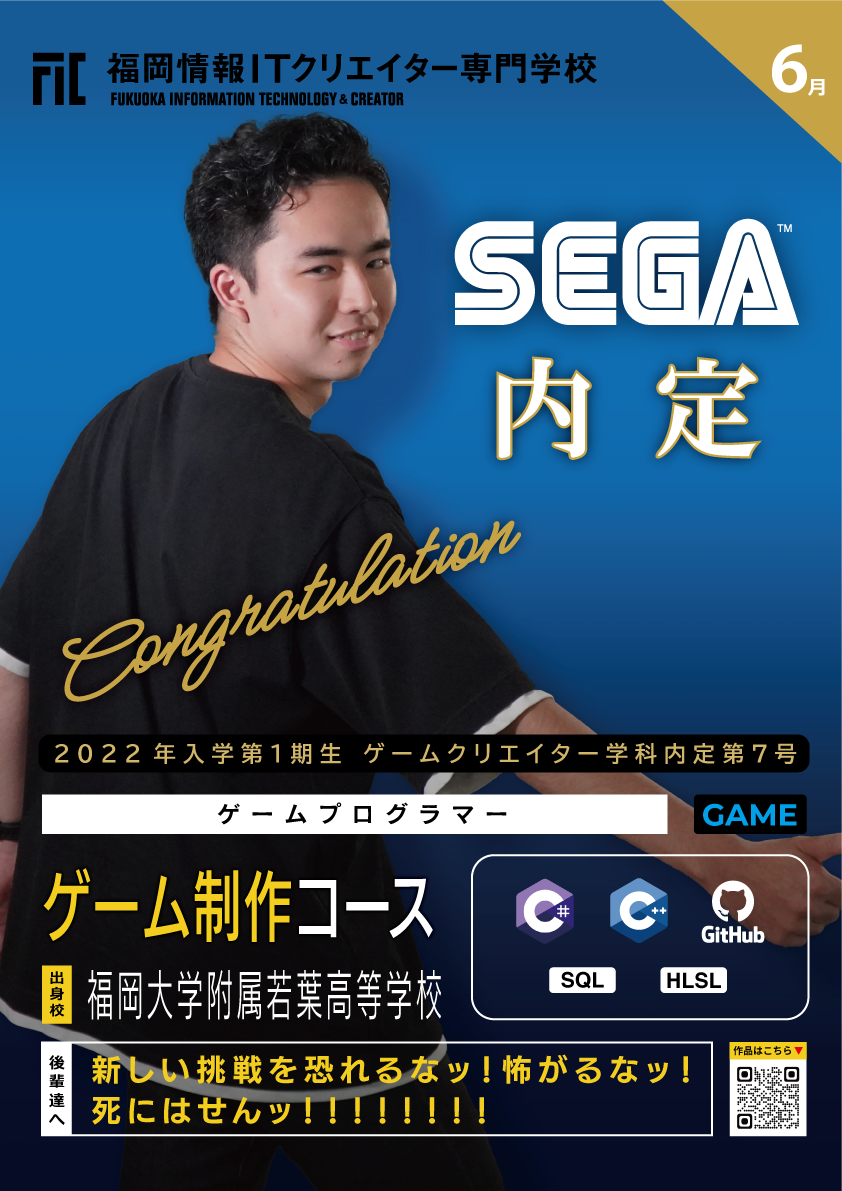 FIC 福岡情報ITクリエイター専門学校
FUKUOKA INFORMATION TECHNOLOGY & CREATOR
6月
SEGA™
内定
Congratulation
2022年入学第1期生 ゲームクリエイター学科内定第7号
ゲームプログラマー
GAME
ゲーム制作コース
C# C++ GitHub
SQL HLSL
出身校 福岡大学附属若葉高等学校
後輩達へ
新しい挑戦を恐れるなッ!怖がるなッ!
死にはせんッ!!!!!!!!
作品はこちら▼